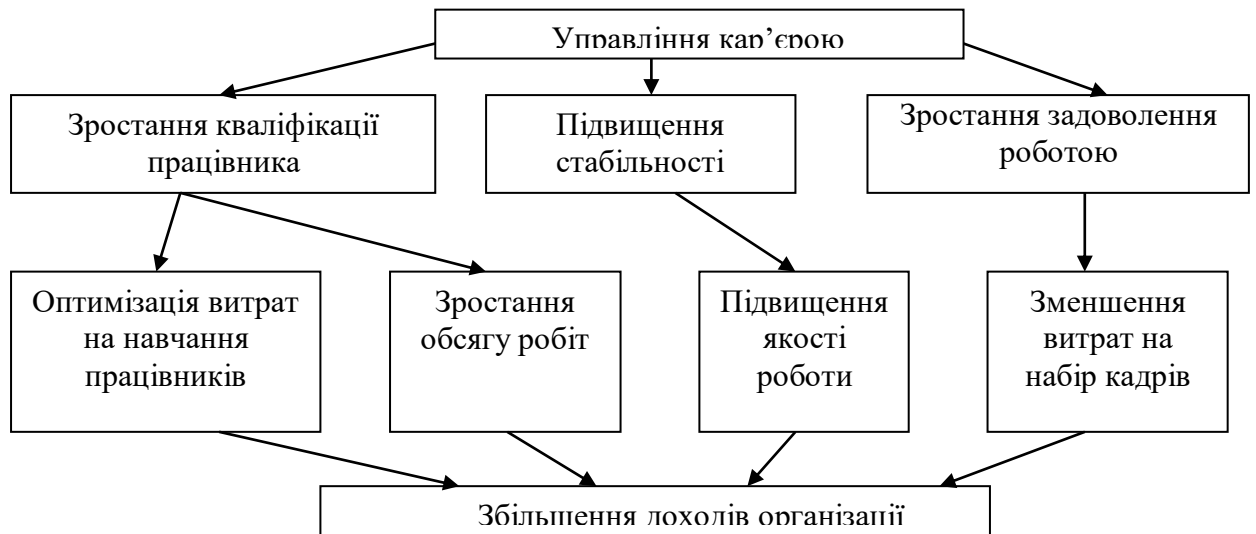 Управління кар’єрою
Зростання кваліфікації
працівника
Підвищення
стабільності
Зростання задоволення
роботою
Оптимізація витрат
на навчання
працівників
Зростання
обсягу робіт
Підвищення
якості
роботи
Зменшення
витрат на
набір кадрів
Збільшення доходів організації